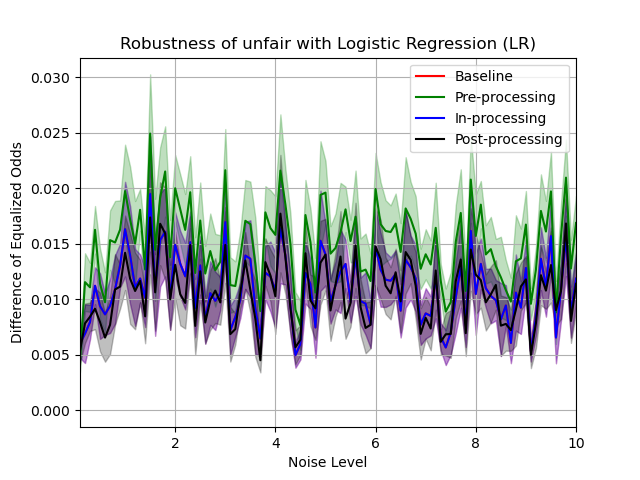 Robustness of unfair with Logistic Regression (LR)
Difference of Equalized Odds
0.030
0.025
0.020
0.015
0.010
0.005
0.000
Baseline
Pre-processing
In-processing
Post-processing
2
4
6
8
10
Noise Level